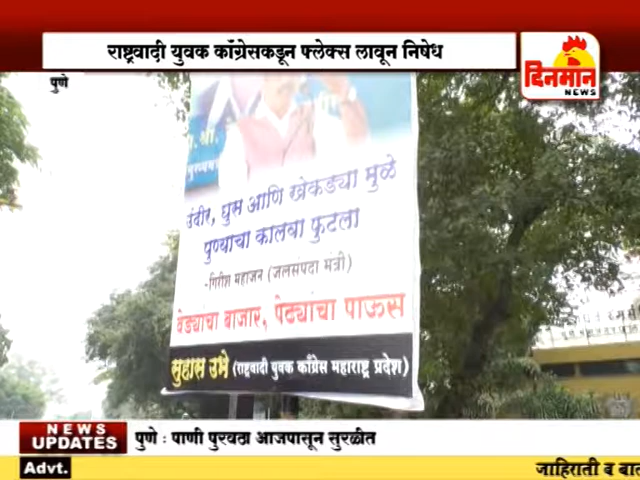 राष्ट्रवादी युवक काँग्रेसकडून फ्लेक्स लावून निषेध
दिनमान
NEWS
पुणे
उंदीर, घुस आणि खेकड्या मुळे
पुण्याचा कालवा फुटला
-गिरीश महाजन (जलसंपदा मंत्री)
वेड्यांचा बाजार, पेढ्यांचा पाऊस
सुहास उभे (राष्ट्रवादी युवक काँग्रेस महाराष्ट्र प्रदेश)
NEWS
UPDATES
पुणे : पाणी पुरवठा आजपासून सुरळीत
Advt.
जाहिराती व बात